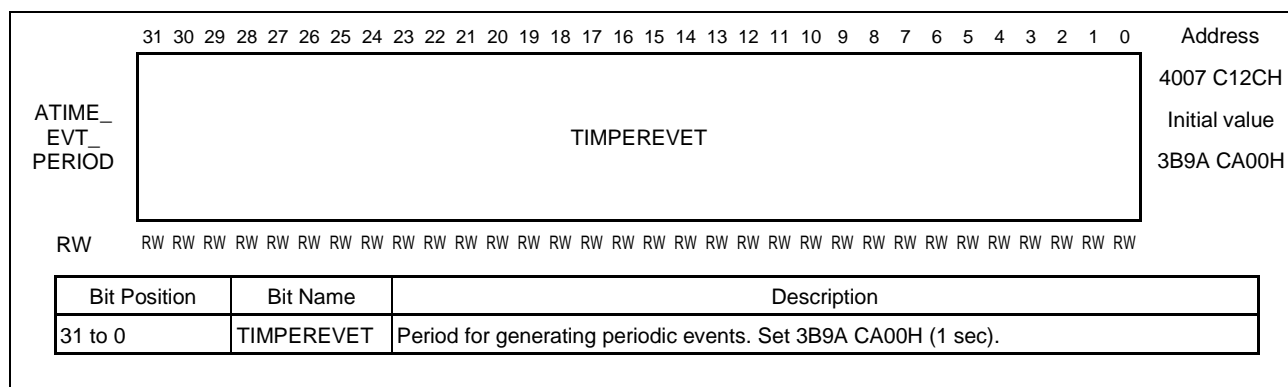 31 30 29 28 27 26 25 24 23 22 21 20 19 18 17 16 15 14 13 12 11 10 9 8 7 6 5 4 3 2 1 0 Address
4007 C12CH
ATIME_
EVT_
PERIOD
TIMPEREVET
Initial value
3B9A CA00H
RW RW RW RW RW RW RW RW RW RW RW RW RW RW RW RW RW RW RW RW RW RW RW RW RW RW RW RW RW RW RW RW RW
Bit Position Bit Name Description
31 to 0 TIMPEREVET Period for generating periodic events. Set 3B9A CA00H (1 sec).